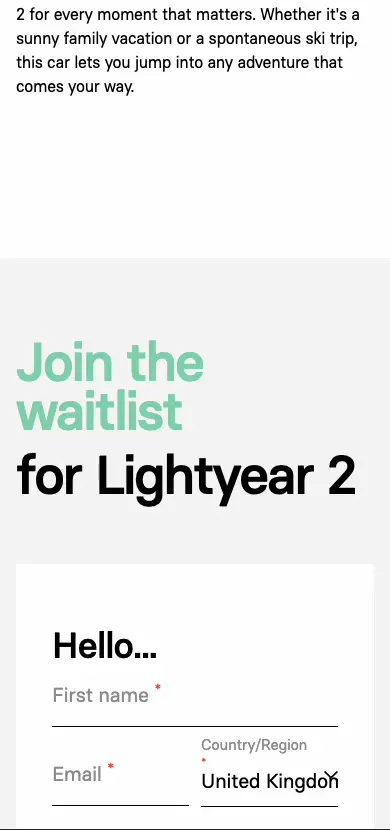 2 for every moment that matters. Whether it's a
sunny family vacation or a spontaneous ski trip,
this car lets you jump into any adventure that
comes your way.
Join the
waitlist
for Lightyear 2
Hello...
First name *
Country/Region
*
Email *
United Kingdom